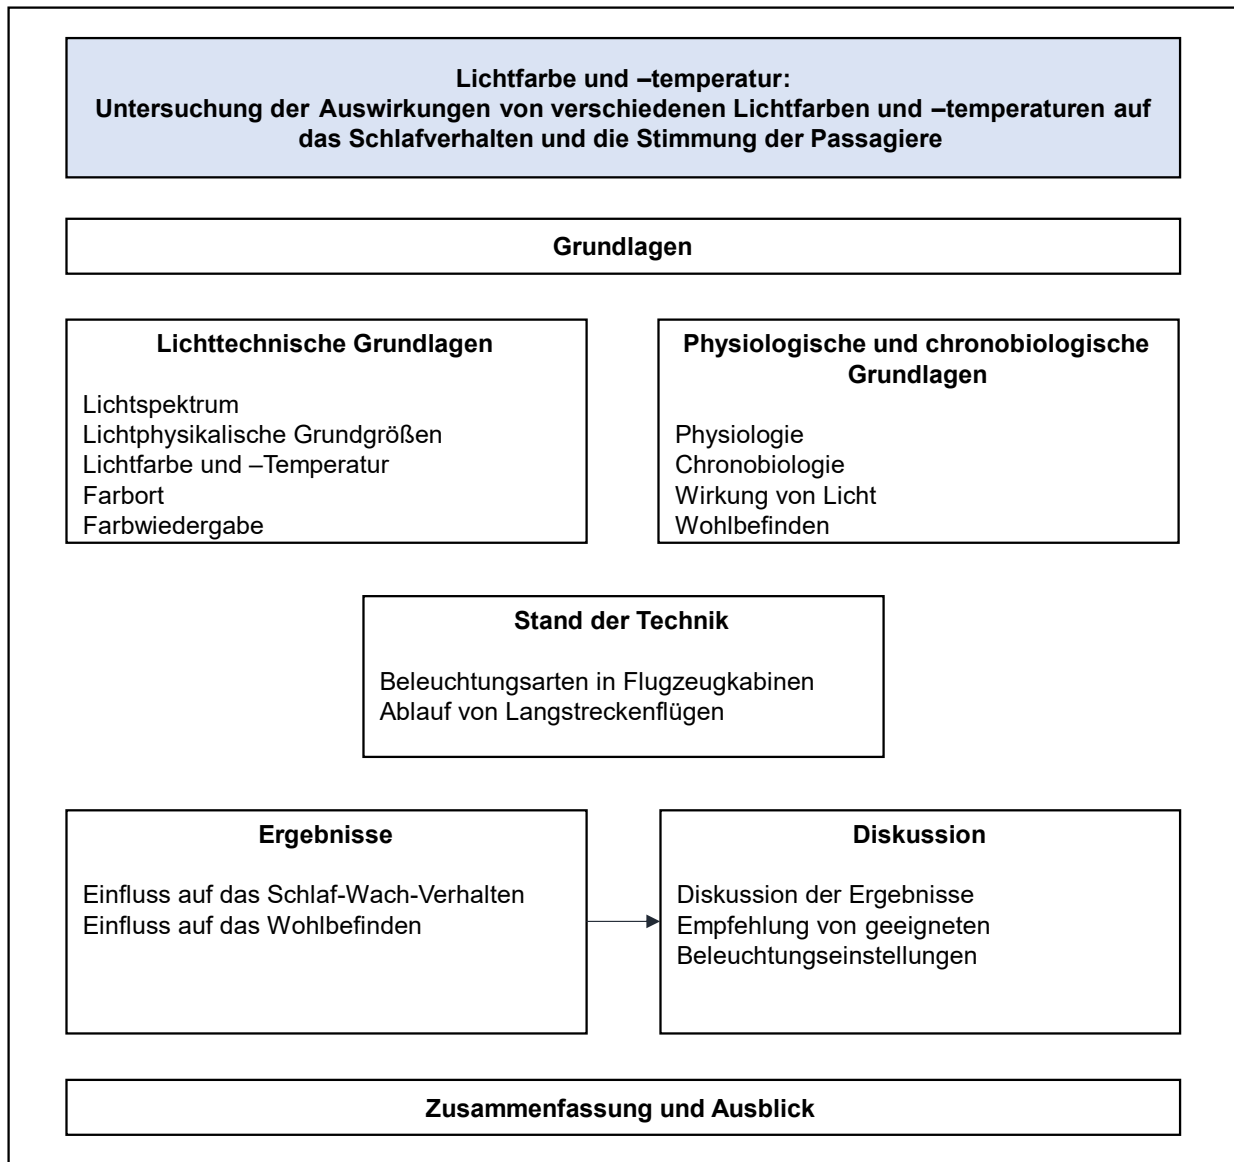 Lichtfarbe und –temperatur:
Untersuchung der Auswirkungen von verschiedenen Lichtfarben und –temperaturen auf
das Schlafverhalten und die Stimmung der Passagiere
Grundlagen
Lichttechnische Grundlagen
Lichtspektrum
Lichtphysikalische Grundgrößen
Lichtfarbe und –Temperatur
Farbort
Farbwiedergabe
Physiologische und chronobiologische
Grundlagen
Physiologie
Chronobiologie
Wirkung von Licht
Wohlbefinden
Stand der Technik
Beleuchtungsarten in Flugzeugkabinen
Ablauf von Langstreckenflügen
Ergebnisse
Einfluss auf das Schlaf-Wach-Verhalten
Einfluss auf das Wohlbefinden
Diskussion
Diskussion der Ergebnisse
Empfehlung von geeigneten
Beleuchtungseinstellungen
Zusammenfassung und Ausblick